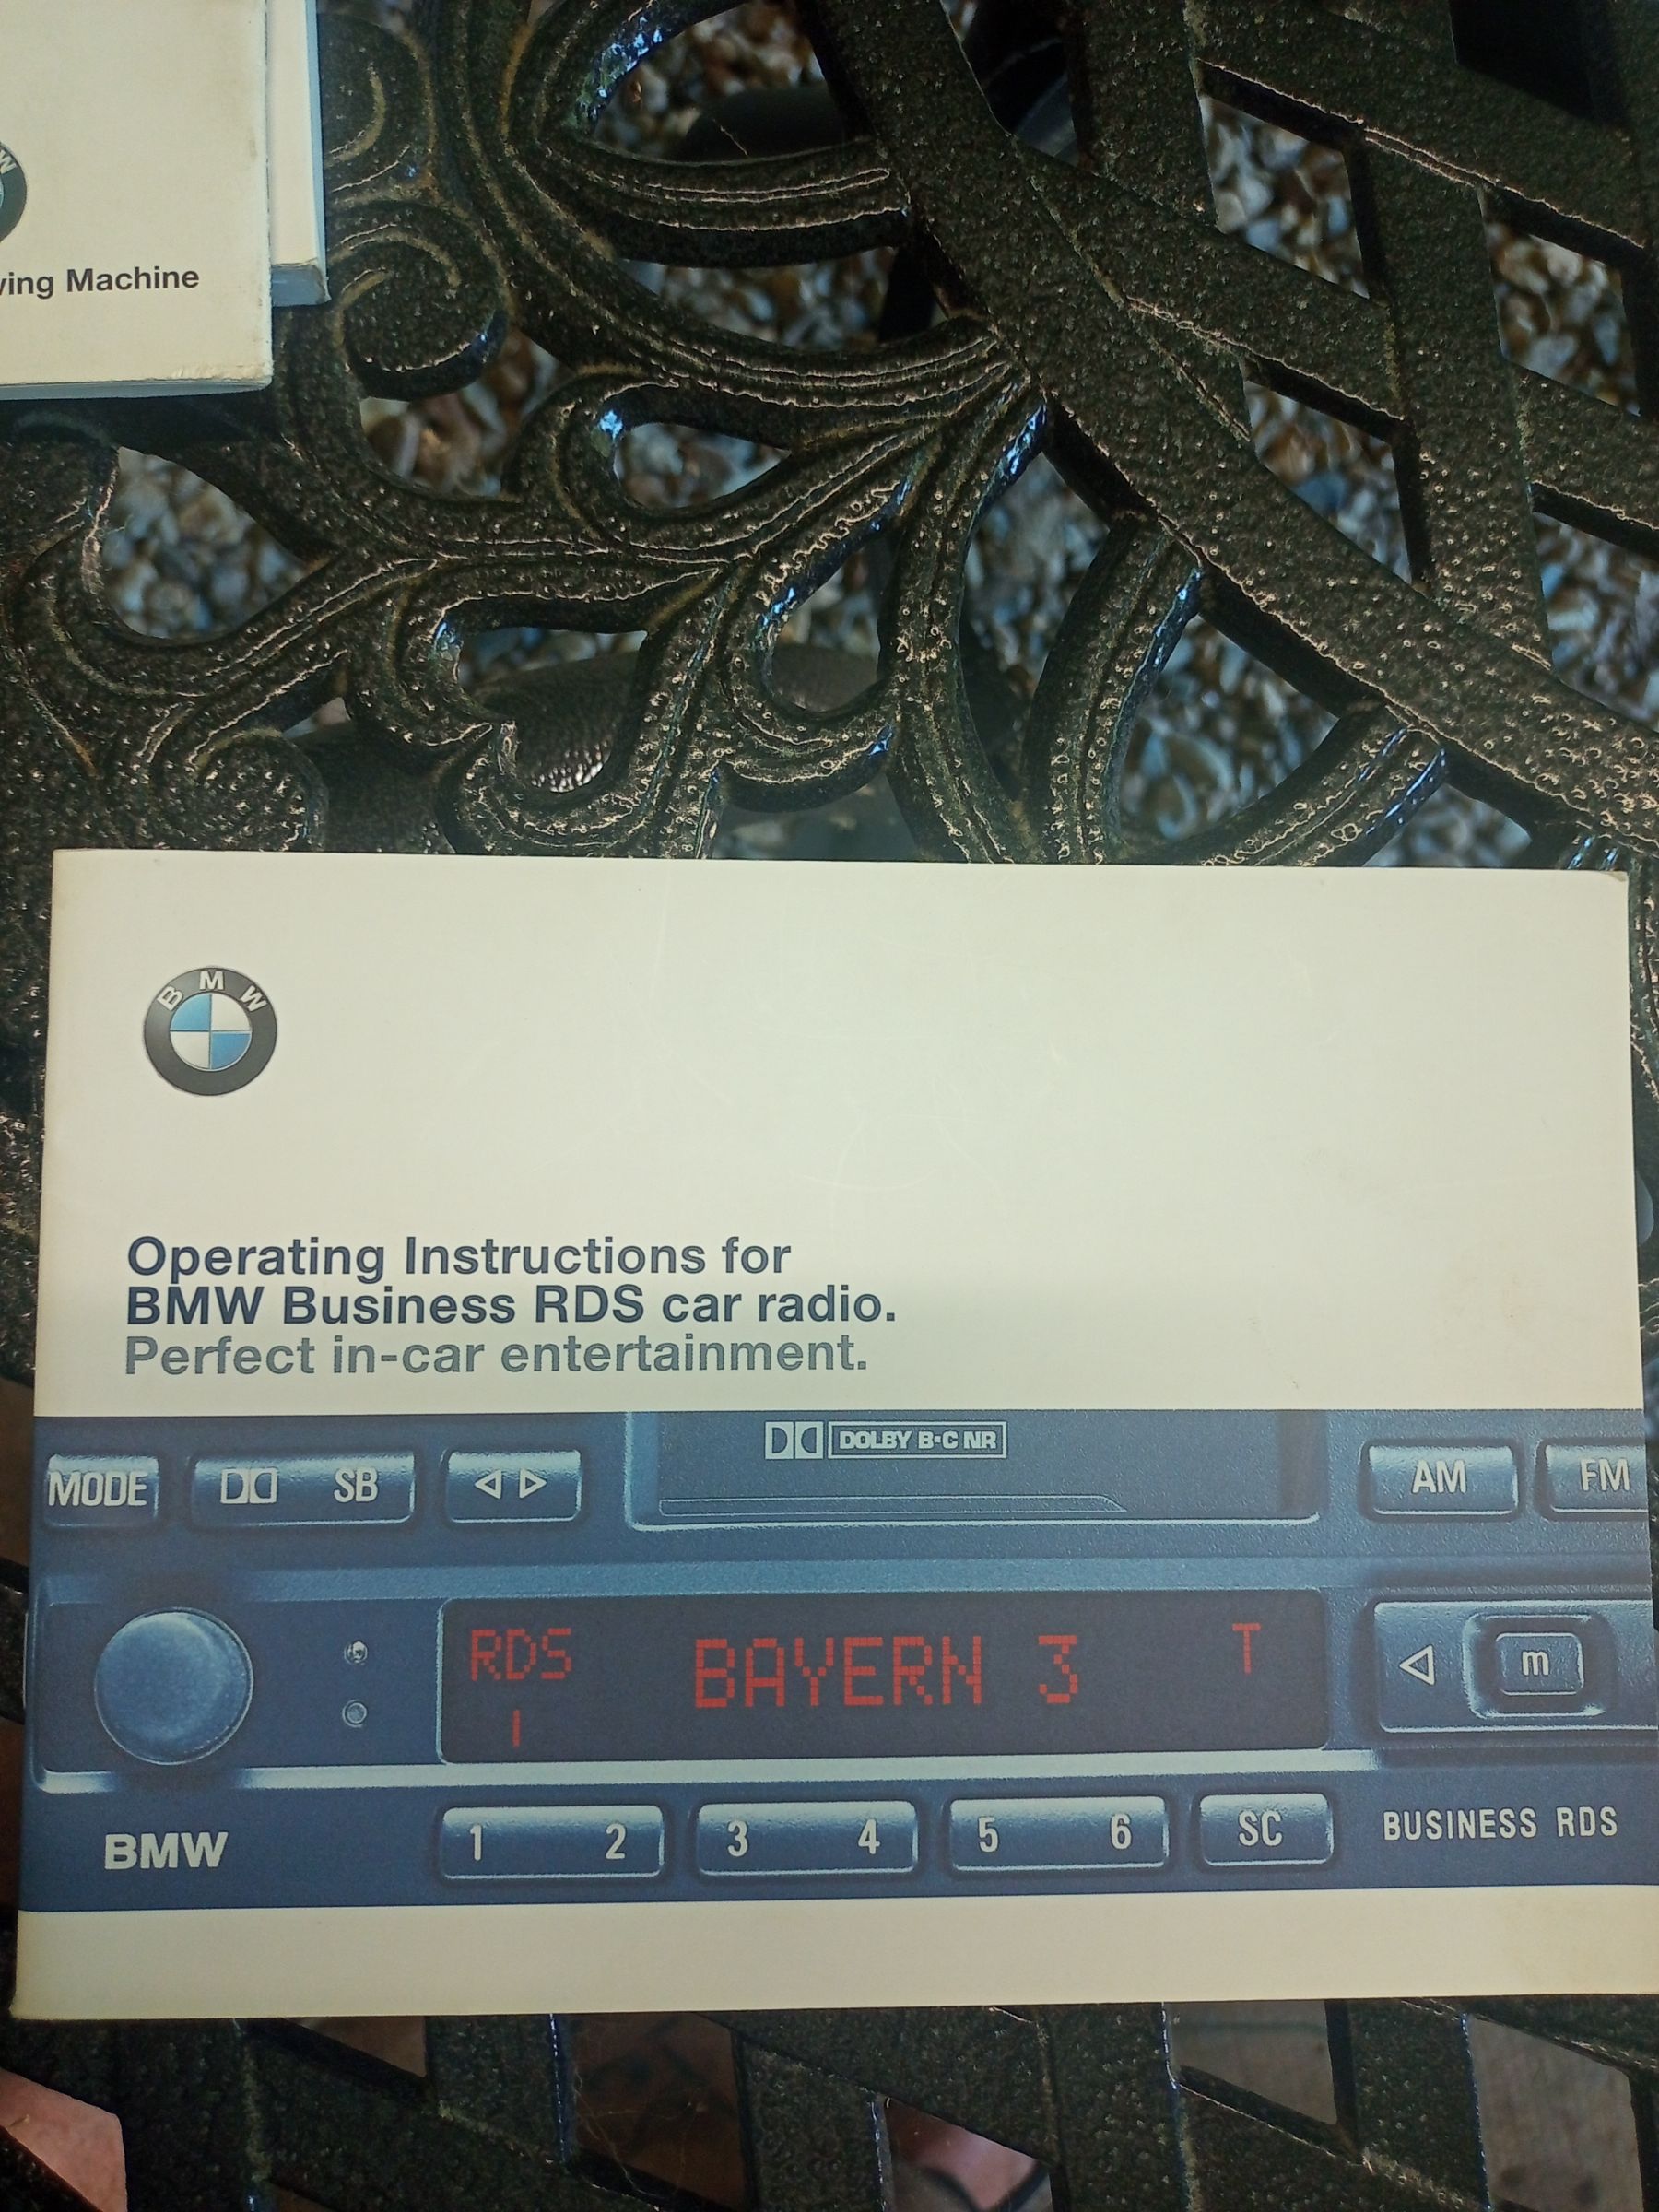 W
ving Machine
BMW
Operating Instructions for
BMW Business RDS car radio.
Perfect in-car entertainment.
DOLBY B·C NR
MODE SB AM FM
RDS BAYERN 3 T
1
m
BMW 1 2 3 4 5 6 SC BUSINESS RDS